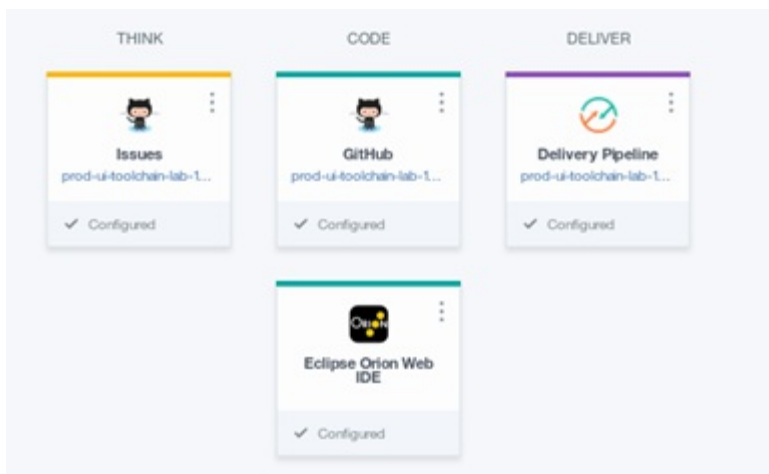 THINK CODE DELIVER
Issues
prod-ui-toolchain-lab-1...
Configured
GitHub
prod-ui-toolchain-lab-1...
Configured
ORION
Eclipse Orion Web
IDE
Configured
Delivery Pipeline
prod-ui-toolchain-lab-1...
Configured